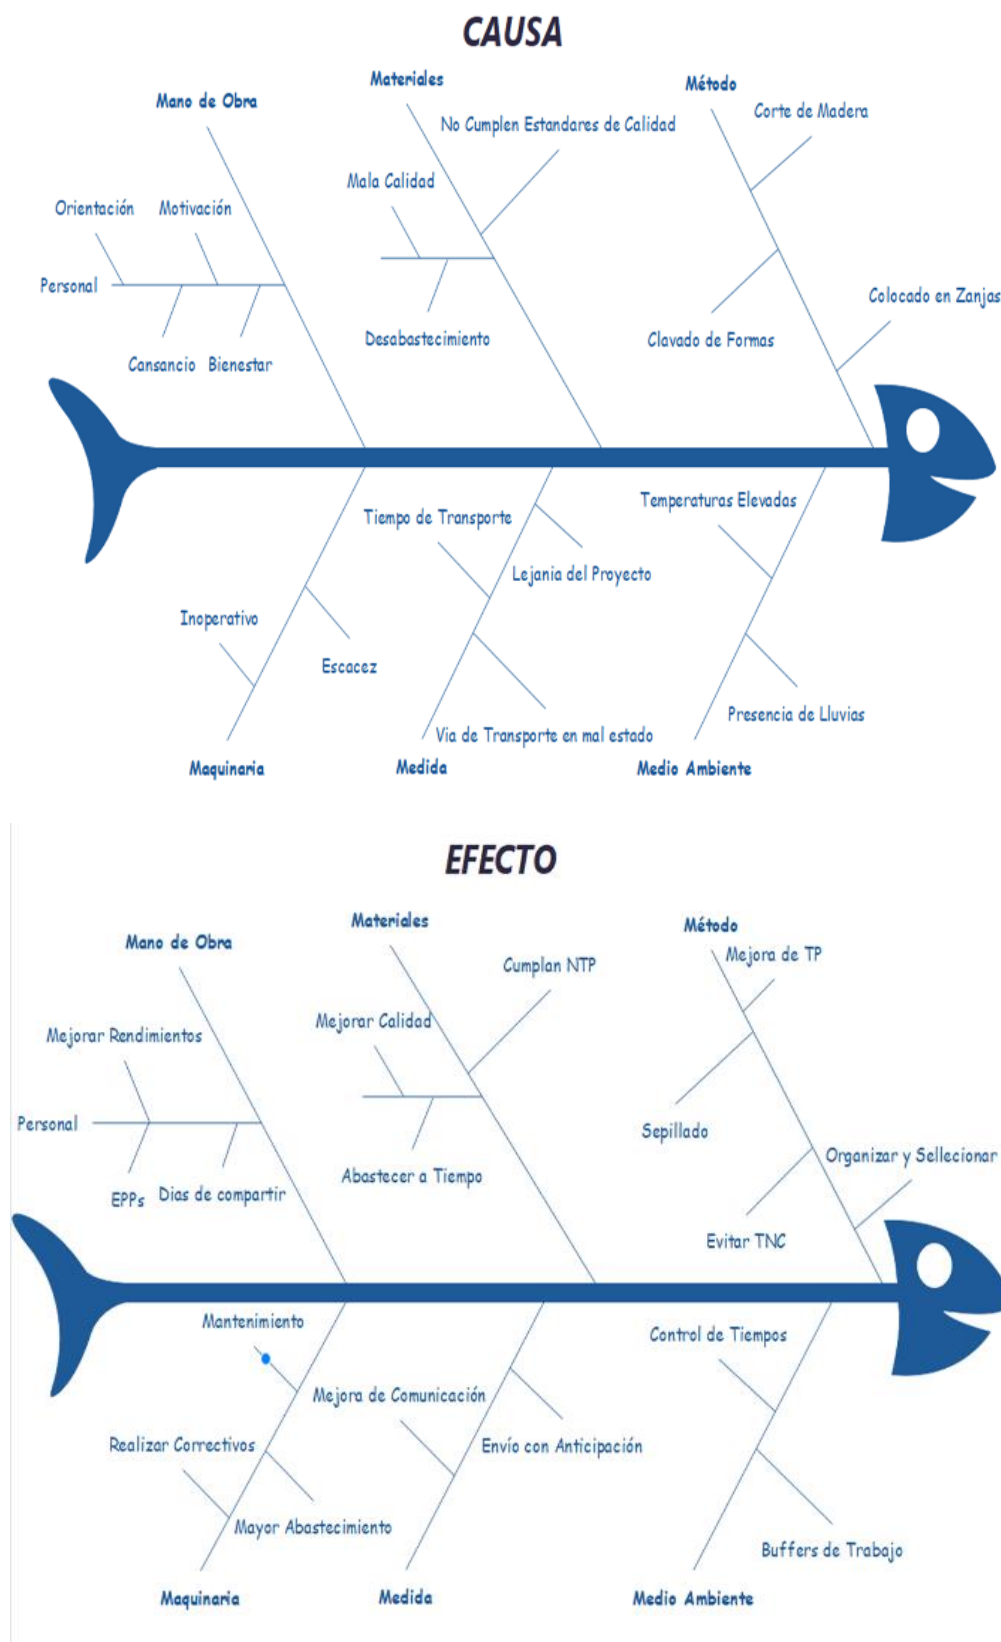 CAUSA
Mano de Obra
Materiales
Método
No Cumplen Estandares de Calidad
Corte de Madera
Mala Calidad
Orientación
Motivación
Personal
Colocado en Zanjas
Desabastecimiento
Clavado de Formas
Cansancio
Bienestar
Temperaturas Elevadas
Tiempo de Transporte
Lejania del Proyecto
Inoperativo
Escacez
Presencia de Lluvias
Via de Transporte en mal estado
Maquinaria
Medida
Medio Ambiente
EFECTO
Mano de Obra
Materiales
Método
Mejora de TP
Cumplan NTP
Mejorar Calidad
Mejorar Rendimientos
Personal
Sepillado
Organizar y Sellecionar
Abastecer a Tiempo
EPPs
Dias de compartir
Evitar TNC
Mantenimiento
Control de Tiempos
Mejora de Comunicación
Envío con Anticipación
Realizar Correctivos
Mayor Abastecimiento
Buffers de Trabajo
Maquinaria
Medida
Medio Ambiente